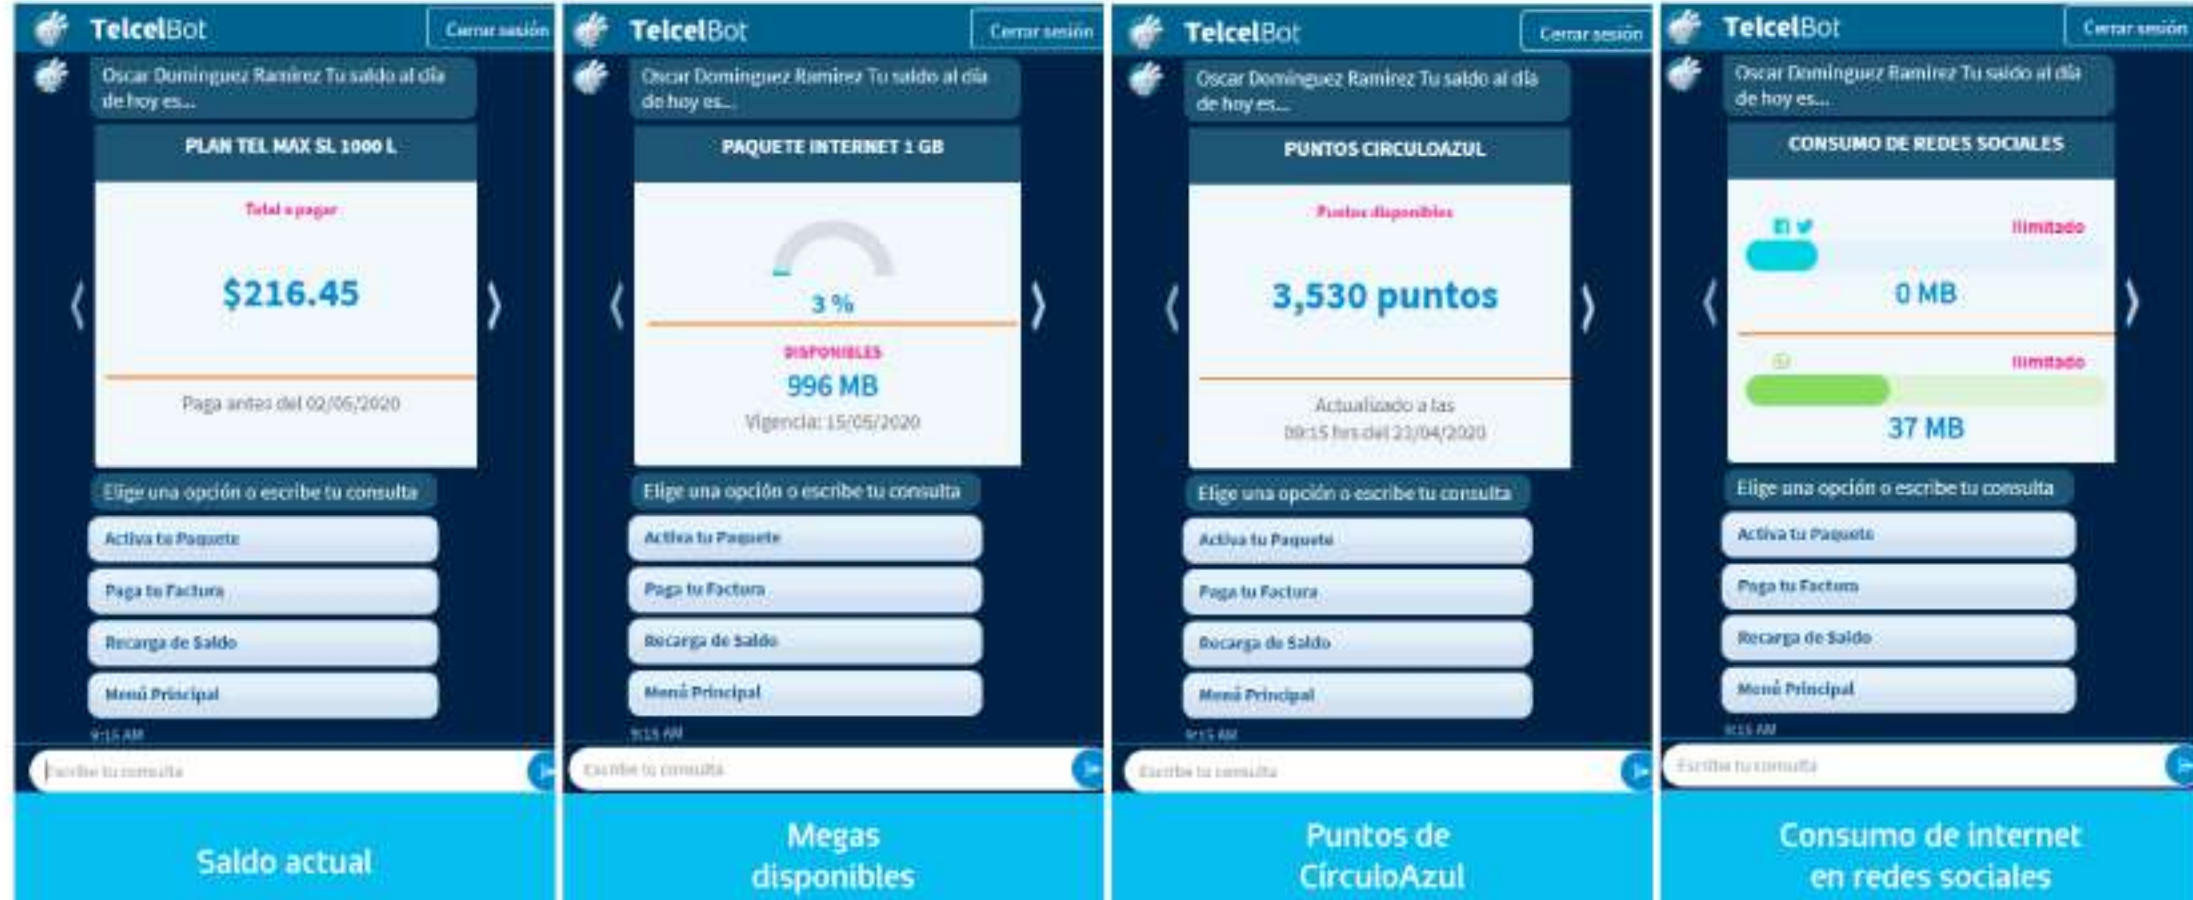 TelcelBot
Cerrar sesión
Oscar Dominguez Ramirez Tu saldo al día
de hoy es...
PLAN TEL MAX SL 1000 L
Total a pagar
$216.45
Paga antes del 02/05/2020
Elige una opción o escribe tu consulta
Activa tu Paquete
Paga tu Factura
Recarga de Saldo
Menú Principal
9:15 AM
Escribe tu consulta
Saldo actual
TelcelBot
Cerrar sesión
Oscar Dominguez Ramirez Tu saldo al día
de hoy es...
PAQUETE INTERNET 1 GB
3 %
DISPONIBLES
996 MB
Vigencia: 15/05/2020
Elige una opción o escribe tu consulta
Activa tu Paquete
Paga tu Factura
Recarga de Saldo
Menú Principal
9:15 AM
Escribe tu consulta
Megas
disponibles
TelcelBot
Cerrar sesión
Oscar Dominguez Ramirez Tu saldo al día
de hoy es...
PUNTOS CIRCULOAZUL
Puntos disponibles
3,530 puntos
Actualizado a las
09:15 hrs del 23/04/2020
Elige una opción o escribe tu consulta
Activa tu Paquete
Paga tu Factura
Recarga de Saldo
Menú Principal
9:15 AM
Escribe tu consulta
Puntos de
CírculoAzul
TelcelBot
Cerrar sesión
Oscar Dominguez Ramirez Tu saldo al día
de hoy es...
CONSUMO DE REDES SOCIALES
Ilimitado
0 MB
Ilimitado
37 MB
Elige una opción o escribe tu consulta
Activa tu Paquete
Paga tu Factura
Recarga de Saldo
Menú Principal
9:15 AM
Escribe tu consulta
Consumo de internet
en redes sociales